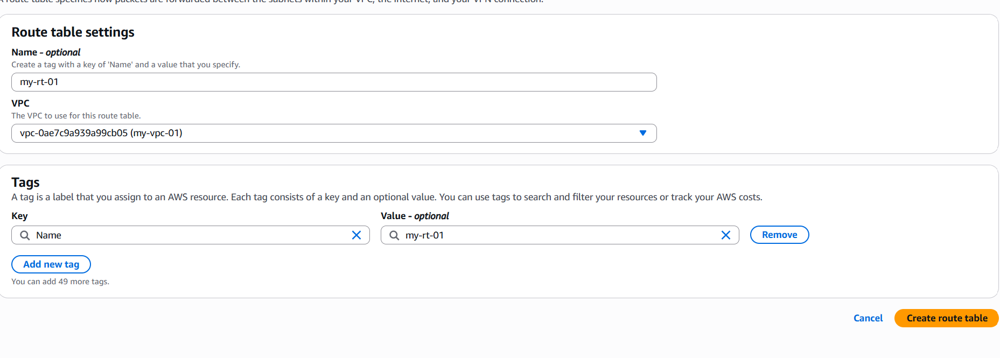 A route table specifies how packets are forwarded between the subnets within your VPC, the internet, and your VPN connection.
Route table settings
Name - optional
Create a tag with a key of 'Name' and a value that you specify.
my-rt-01
VPC
The VPC to use for this route table.
vpc-0ae7c9a939a99cb05 (my-vpc-01)
Tags
A tag is a label that you assign to an AWS resource. Each tag consists of a key and an optional value. You can use tags to search and filter your resources or track your AWS costs.
Key Value - optional
Name my-rt-01 Remove
Add new tag
You can add 49 more tags.
Cancel Create route table